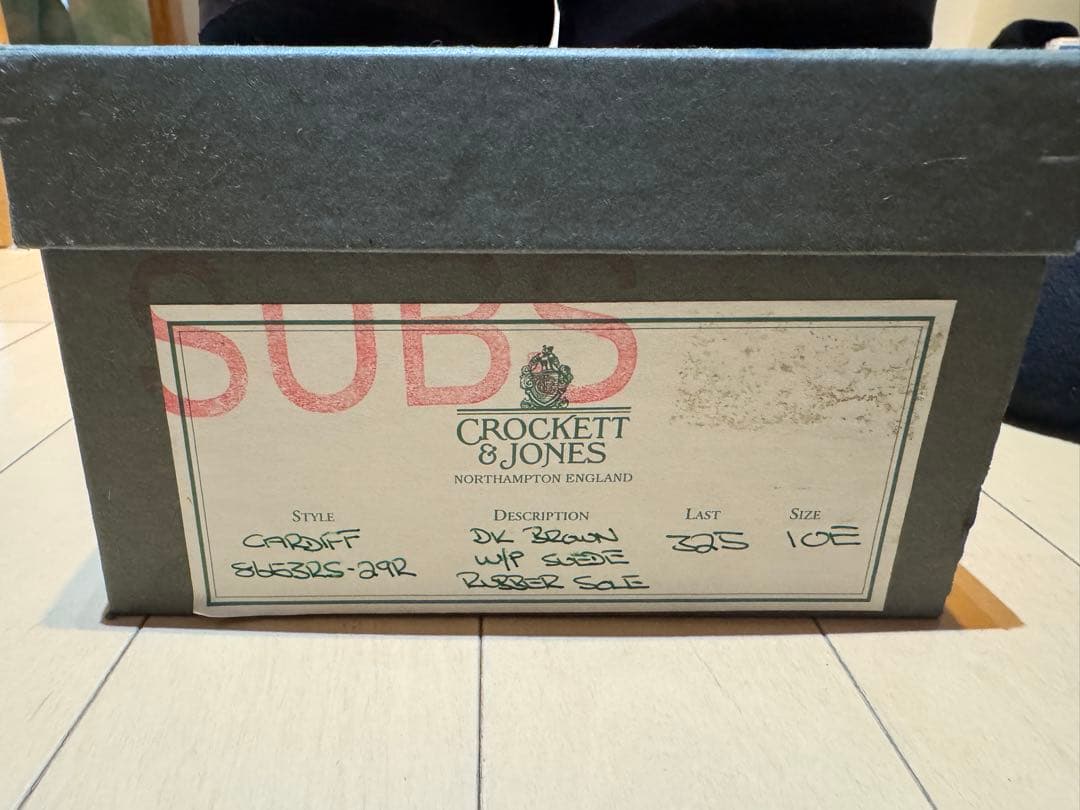 SUBS
CROCKETT
& JONES
NORTHAMPTON ENGLAND
STYLE DESCRIPTION LAST SIZE
CARDIFF DK BROWN 325 10E
8653RS-29R W/P SUEDE
RUBBER SOLE